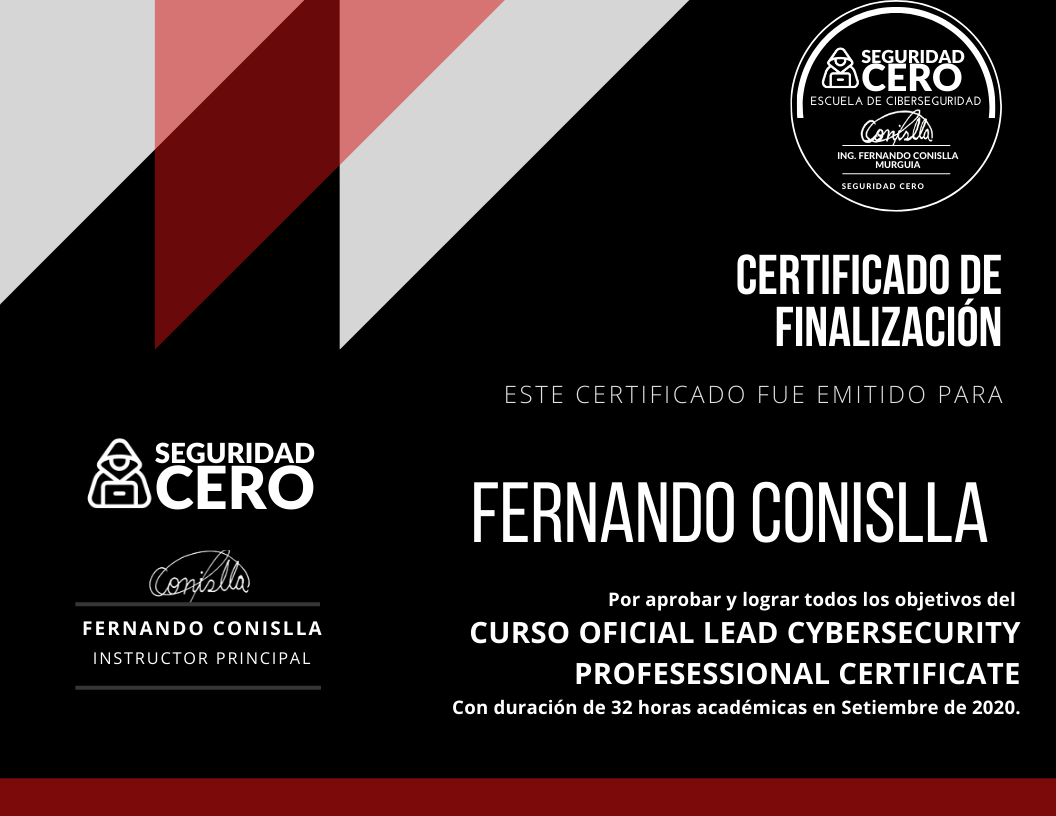 SEGURIDAD
CERO
ESCUELA DE CIBERSEGURIDAD
Conislla
ING. FERNANDO CONISLLA
MURGUIA
SEGURIDAD CERO
CERTIFICADO DE
FINALIZACIÓN
ESTE CERTIFICADO FUE EMITIDO PARA
SEGURIDAD
CERO
FERNANDO CONISLLA
Conislla
FERNANDO CONISLLA
INSTRUCTOR PRINCIPAL
Por aprobar y lograr todos los objetivos del
CURSO OFICIAL LEAD CYBERSECURITY
PROFESESSIONAL CERTIFICATE
Con duración de 32 horas académicas en Setiembre de 2020.